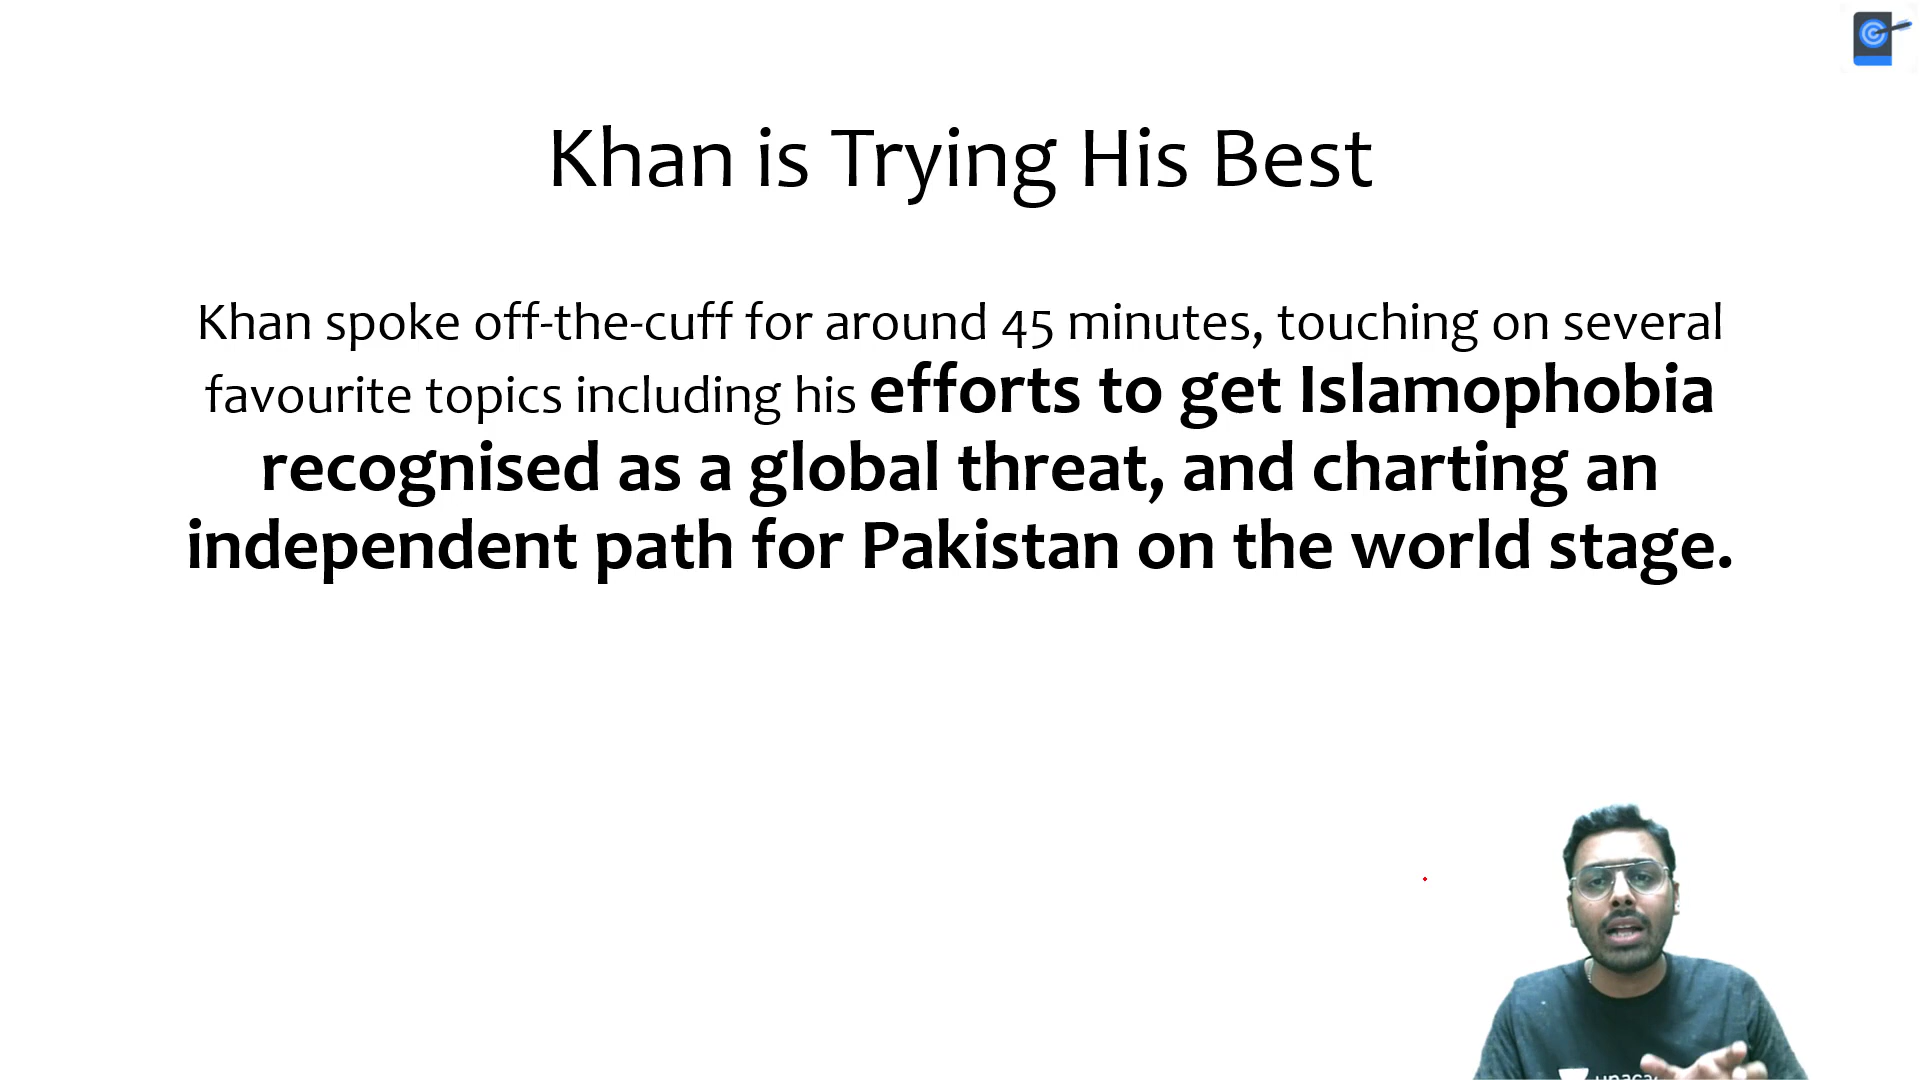 Khan is Trying His Best
Khan spoke off-the-cuff for around 45 minutes, touching on several
favourite topics including his efforts to get Islamophobia
recognised as a global threat, and charting an
independent path for Pakistan on the world stage.